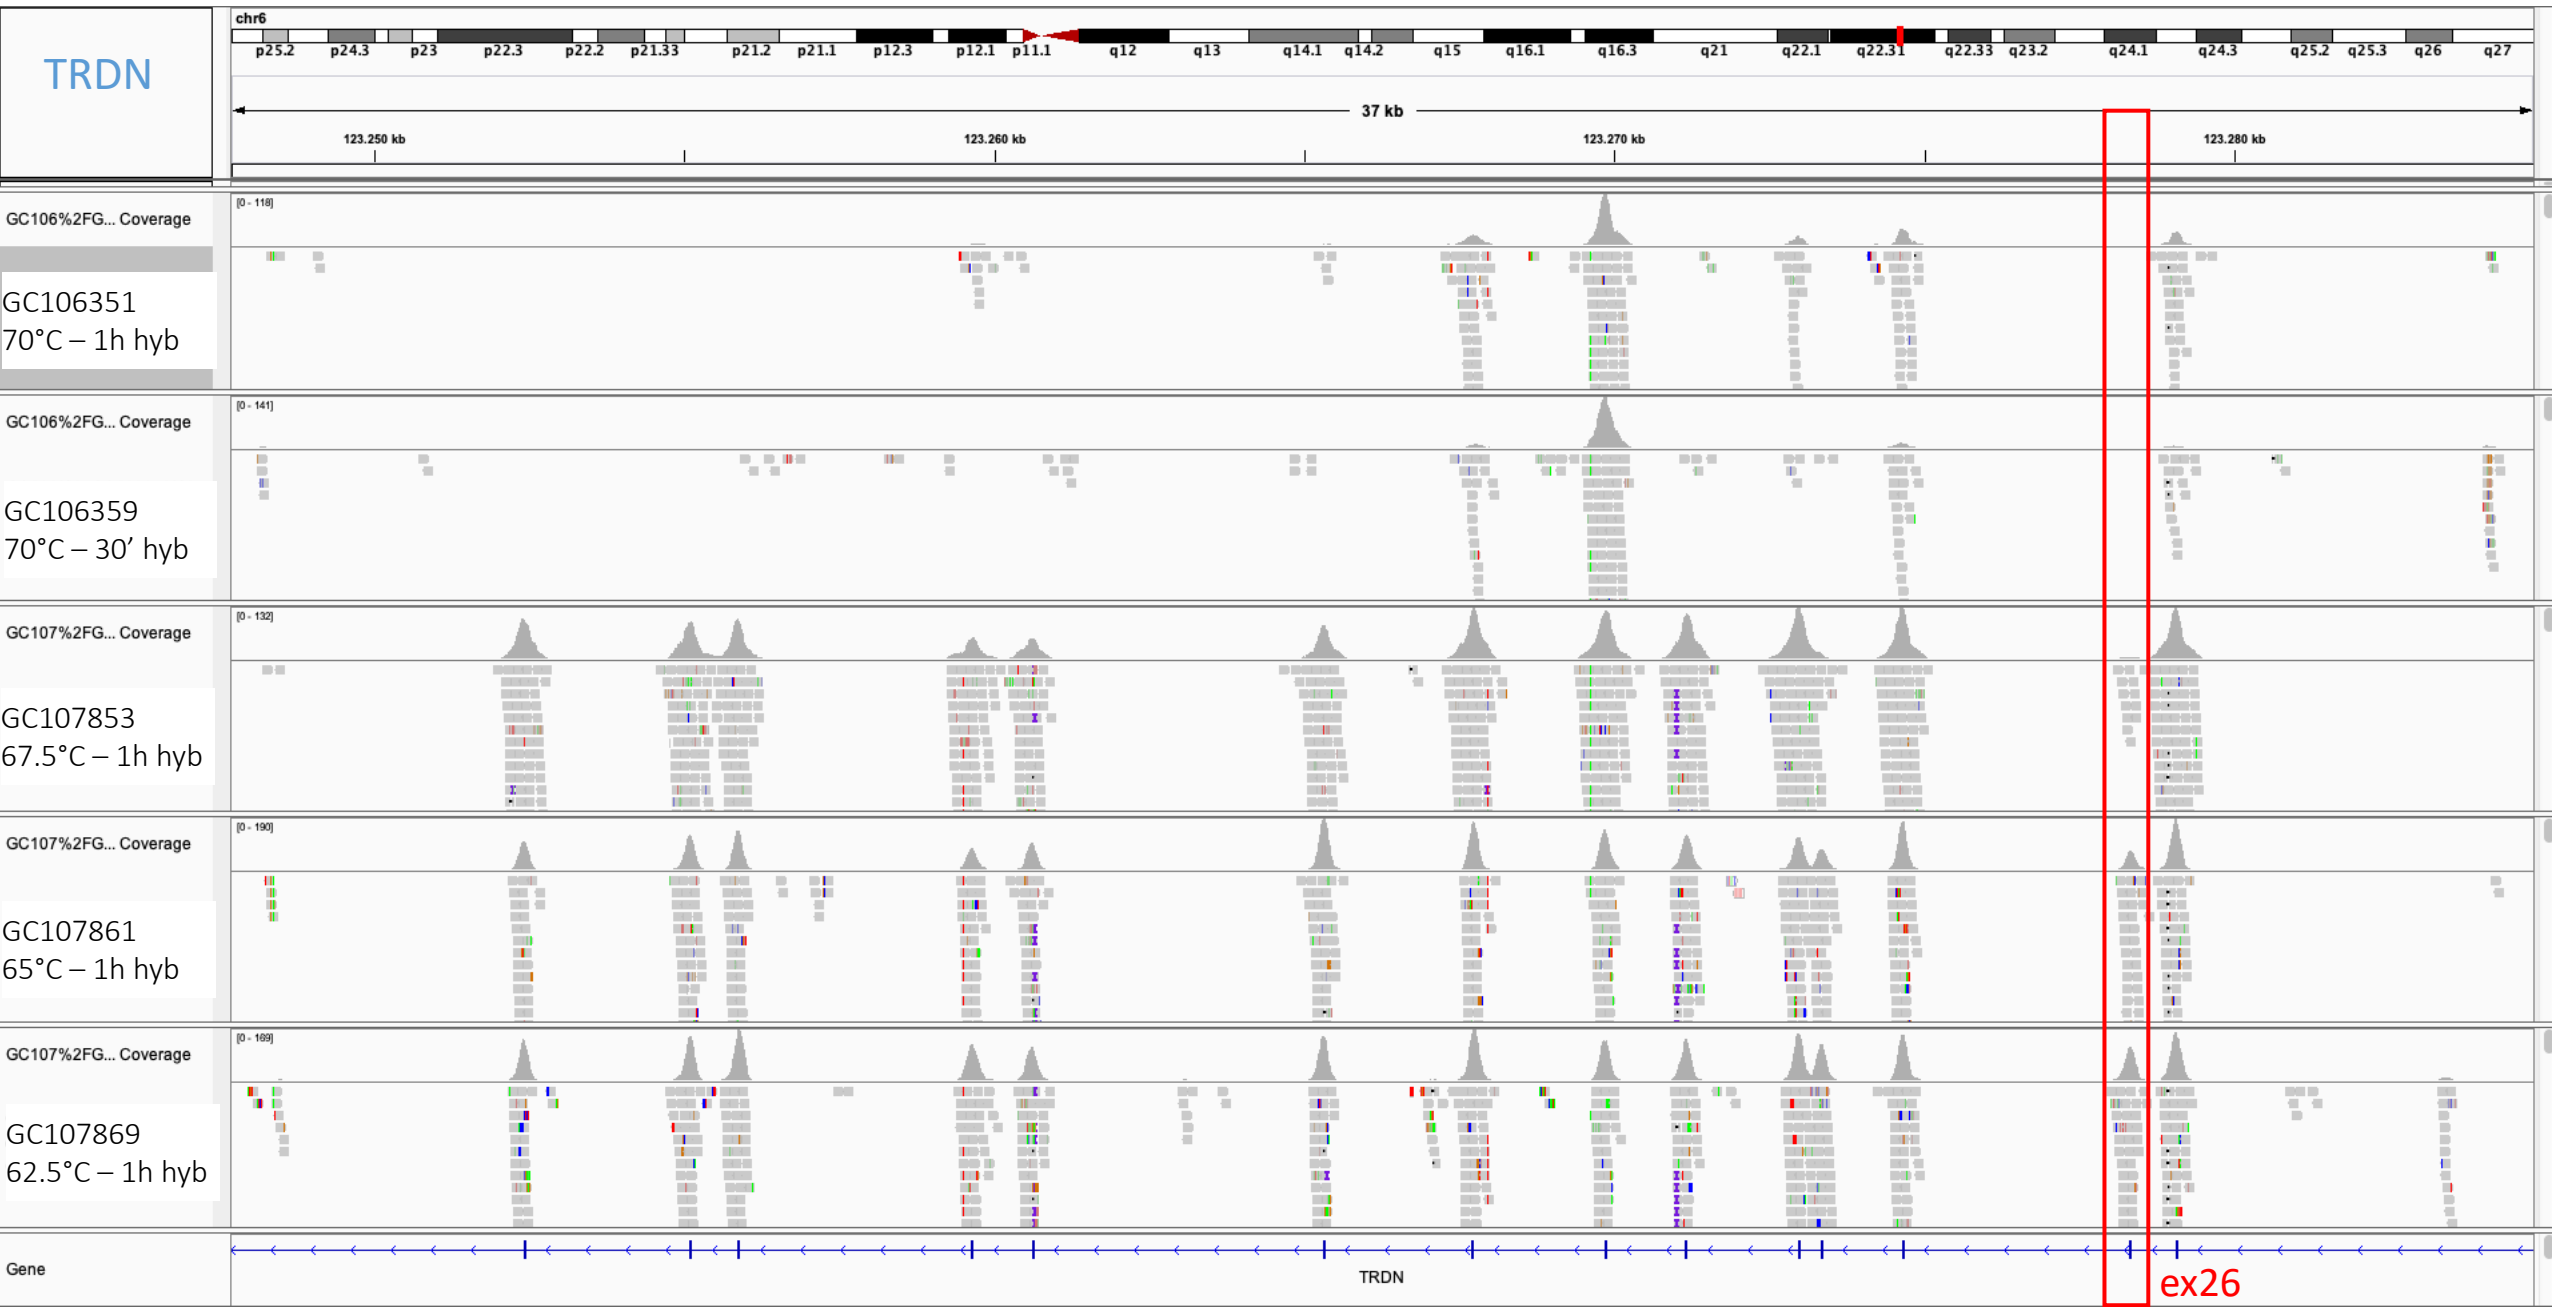 TRDN
chr6
p25.2 p24.3 p23 p22.3 p22.2 p21.33 p21.2 p21.1 p12.3 p12.1 p11.1 q12 q13 q14.1 q14.2 q15 q16.1 q16.3 q21 q22.1 q22.31 q22.33 q23.2 q24.1 q24.3 q25.2 q25.3 q26 q27
37 kb
123.250 kb 123.260 kb 123.270 kb 123.280 kb
[0 - 118]
GC106%2FG... Coverage
GC106351
70°C – 1h hyb
[0 - 141]
GC106%2FG... Coverage
GC106359
70°C – 30’ hyb
[0 - 132]
GC107%2FG... Coverage
GC107853
67.5°C – 1h hyb
[0 - 190]
GC107%2FG... Coverage
GC107861
65°C – 1h hyb
[0 - 169]
GC107%2FG... Coverage
GC107869
62.5°C – 1h hyb
Gene
TRDN
ex26